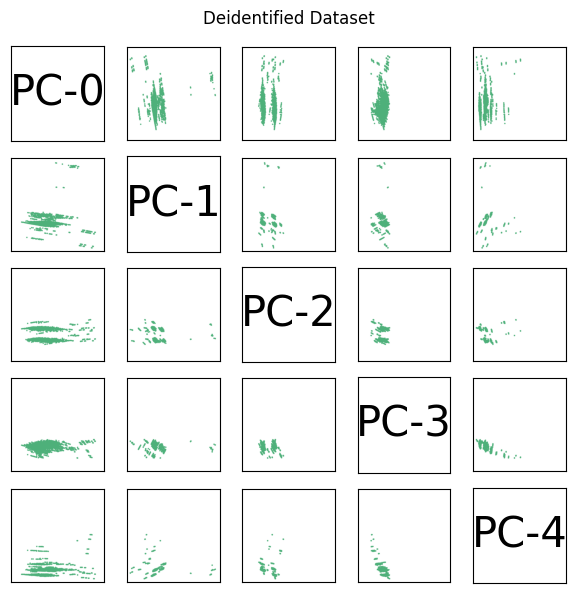 Deidentified Dataset
PC-0
PC-1
PC-2
PC-3
PC-4